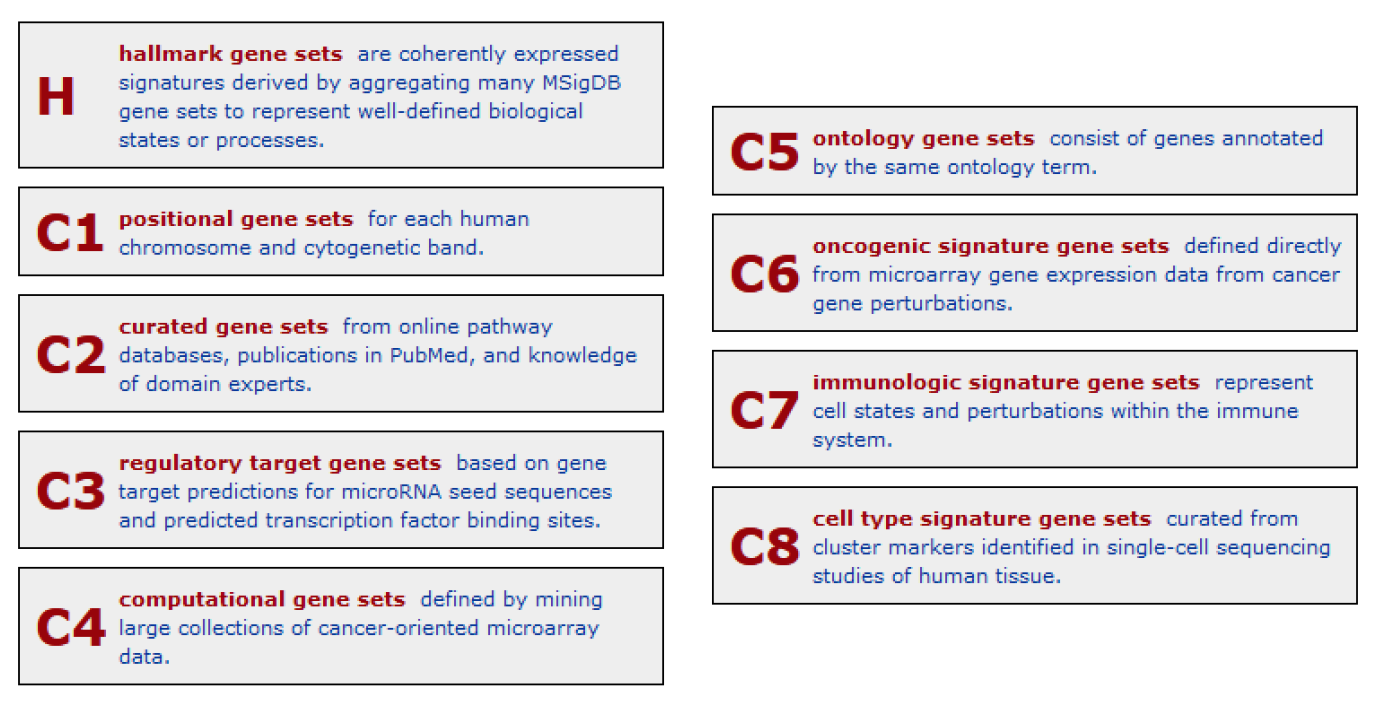 H
hallmark gene sets are coherently expressed
signatures derived by aggregating many MSigDB
gene sets to represent well-defined biological
states or processes.
C1
positional gene sets for each human
chromosome and cytogenetic band.
C2
curated gene sets from online pathway
databases, publications in PubMed, and knowledge
of domain experts.
C3
regulatory target gene sets based on gene
target predictions for microRNA seed sequences
and predicted transcription factor binding sites.
C4
computational gene sets defined by mining
large collections of cancer-oriented microarray
data.
C5
ontology gene sets consist of genes annotated
by the same ontology term.
C6
oncogenic signature gene sets defined directly
from microarray gene expression data from cancer
gene perturbations.
C7
immunologic signature gene sets represent
cell states and perturbations within the immune
system.
C8
cell type signature gene sets curated from
cluster markers identified in single-cell sequencing
studies of human tissue.